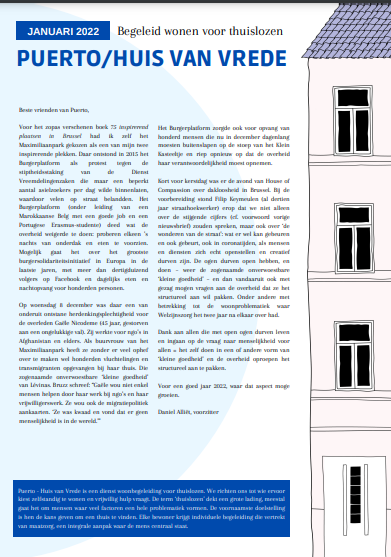 JANUARI 2022
Begeleid wonen voor thuislozen
PUERTO/HUIS VAN VREDE
Beste vrienden van Puerto,
Voor het zopas verschenen boek 75 inspirerend
plaatsen in Brussel had ik zelf het
Maximiliaanpark gekozen als een van mijn twee
inspirerende plekken. Daar ontstond in 2015 het
Burgerplatform als protest tegen de
stiptheidsstaking van de Dienst
Vreemdelingenzaken die maar een beperkt
aantal asielzoekers per dag wilde binnenlaten,
waardoor velen op straat belandden. Het
Burgerplatform (onder leiding van een
Marokkaanse Belg met een goede job en een
Portugese Erasmus-studente) deed wat de
overheid weigerde te doen: proberen elkeen 's
nachts van onderdak en eten te voorzien.
Mogelijk gaat het over het grootste
burgersolidariteitsinitiatief in Europa in de
laatste jaren, met meer dan dertigduizend
volgers op Facebook en dagelijks eten en
nachtopvang voor honderden personen.
Op woensdag 8 december was daar een van
onderuit ontstane herdenkingsplechtigheid voor
de overleden Gaële Nicodème (45 jaar, gestorven
aan een ongelukkige val). Zij werkte voor ngo's in
Afghanistan en elders. Als huurvrouw van het
Maximiliaanpark heeft ze zonder er veel ophef
over te maken wel honderden vluchtelingen en
transmigranten opgevangen bij haar thuis. Die
zogenaamde onverwoestbare 'kleine goedheid'
van Lévinas. Bruzz schreef: "Gaële wou niet enkel
mensen helpen door haar werk bij ngo's en haar
vrijwilligerswerk. Ze wou ook de migratiepolitiek
aankaarten. 'Ze was kwaad en vond dat er geen
menselijkheid is in de wereld.'"
Het Burgerplatform zorgde ook voor opvang van
honderd mensen die nu in december dagenlang
moesten buitenslapen op de stoep van het Klein
Kasteeltje en riep opnieuw op dat de overheid
haar verantwoordelijkheid moest opnemen.
Kort voor kerstdag was er de avond van House of
Compassion over dakloosheid in Brussel. Bij de
voorbereiding stond Filip Keymeulen (al dertien
jaar straathoekwerker) erop dat we niet alleen
over de stijgende cijfers (cf. voorwoord vorige
nieuwsbrief) zouden spreken, maar ook over 'de
wonderen van de straat': wat er wel kan gebeuren
en ook gebeurt, ook in coronatijden, als mensen
en diensten zich echt openstellen en creatief
durven zijn. De ogen durven open hebben, en
doen - weer de zogenaamde onverwoestbare
'kleine goedheid' - en dan vandaaruit ook met
gezag mogen vragen aan de overheid dat ze het
structureel aan wil pakken. Onder andere met
betrekking tot de woonproblematiek waar
Welzijnszorg het twee jaar na elkaar over had.
Dank aan allen die met open ogen durven leven
en ingaan op de vraag naar menselijkheid voor
allen = het zelf doen in een of andere vorm van
'kleine goedheid' en de overheid oproepen het
structureel aan te pakken.
Voor een goed jaar 2022, waar dat aspect moge
groeien.
Daniel Alliët, voorzitter
Puerto - Huis van Vrede is een dienst woonbegeleiding voor thuislozen. We richten ons tot wie ervoor
kiest zelfstandig te wonen en vrijwillig hulp vraagt. De term 'thuislozen' dekt een grote lading, meestal
gaat het om mensen waar veel factoren een hele problematiek vormen. De voornaamste doelstelling
is hen de kans geven om een thuis te vinden. Elke bewoner krijgt individuele begeleiding die vertrekt
van maatzorg, een integrale aanpak waar de mens centraal staat.